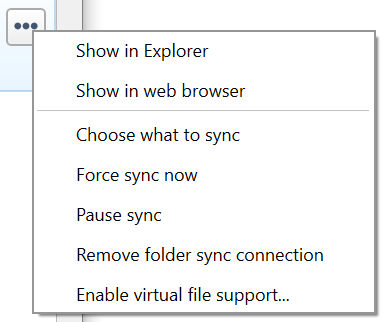 Show in Explorer
Show in web browser
Choose what to sync
Force sync now
Pause sync
Remove folder sync connection
Enable virtual file support...